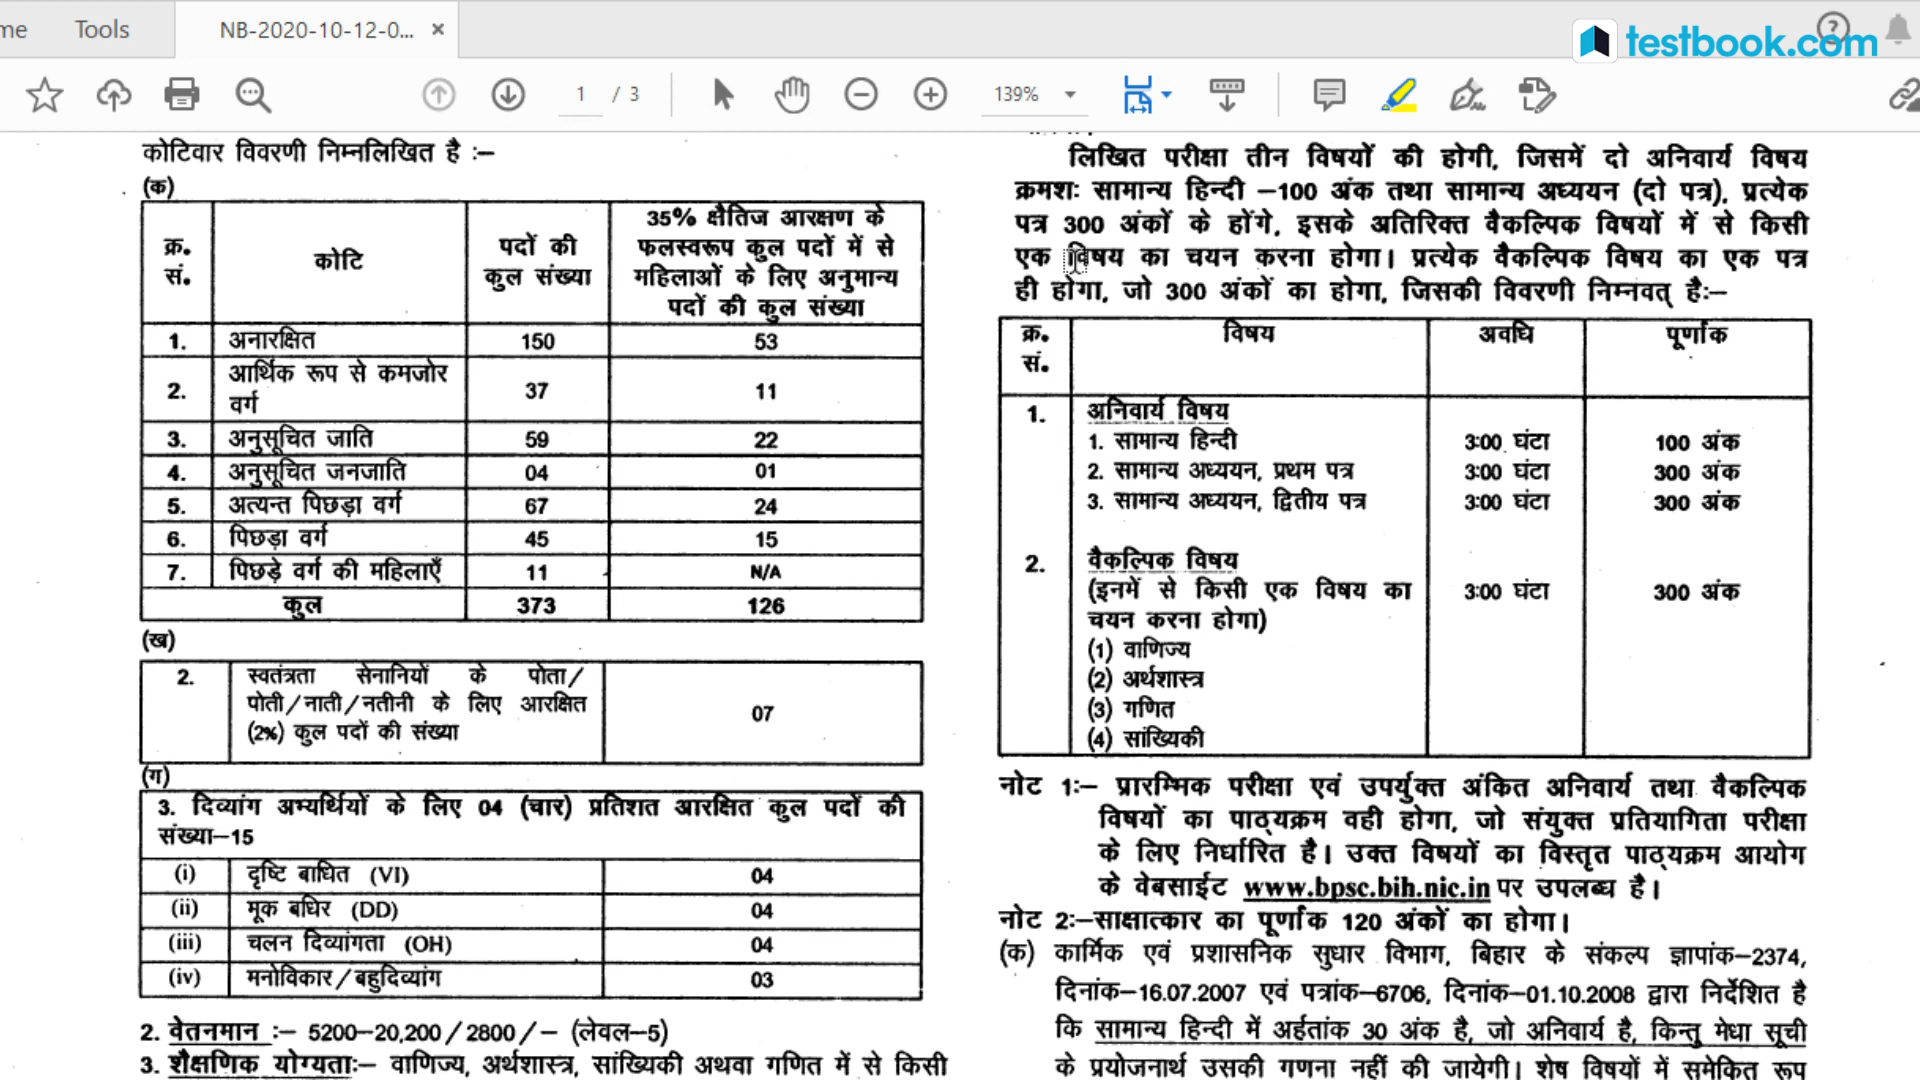 me
Tools
NB-2020-10-12-0...
testbook.com
1 / 3
139%
कोटिवार विवरणी निम्नलिखित है :–
(क)
क्र. सं.
कोटि
पदों की कुल संख्या
35% क्षैतिज आरक्षण के फलस्वरूप कुल पदों में से महिलाओं के लिए अनुमान्य पदों की कुल संख्या
1. अनारक्षित 150 53
2. आर्थिक रूप से कमजोर वर्ग 37 11
3. अनुसूचित जाति 59 22
4. अनुसूचित जनजाति 04 01
5. अत्यन्त पिछड़ा वर्ग 67 24
6. पिछड़ा वर्ग 45 15
7. पिछड़े वर्ग की महिलाएँ 11 N/A
कुल 373 126
(ख)
2. स्वतंत्रता सेनानियों के पोता/
पोती/नाती/नतीनी के लिए आरक्षित 07
(2%) कुल पदों की संख्या
(ग)
3. दिव्यांग अभ्यर्थियों के लिए 04 (चार) प्रतिशत आरक्षित कुल पदों की
संख्या–15
(i) दृष्टि बाधित (VI) 04
(ii) मूक बधिर (DD) 04
(iii) चलन दिव्यांगता (OH) 04
(iv) मनोविकार/बहुदिव्यांग 03
2. वेतनमान :– 5200–20,200/2800/– (लेवल–5)
3. शैक्षणिक योग्यता:– वाणिज्य, अर्थशास्त्र, सांख्यिकी अथवा गणित में से किसी
लिखित परीक्षा तीन विषयों की होगी, जिसमें दो अनिवार्य विषय
क्रमशः सामान्य हिन्दी –100 अंक तथा सामान्य अध्ययन (दो पत्र), प्रत्येक
पत्र 300 अंकों के होंगे, इसके अतिरिक्त वैकल्पिक विषयों में से किसी
एक विषय का चयन करना होगा। प्रत्येक वैकल्पिक विषय का एक पत्र
ही होगा, जो 300 अंकों का होगा, जिसकी विवरणी निम्नवत् है:–
क्र. सं.
विषय
अवधि
पूर्णांक
1. अनिवार्य विषय
1. सामान्य हिन्दी 3:00 घंटा 100 अंक
2. सामान्य अध्ययन, प्रथम पत्र 3:00 घंटा 300 अंक
3. सामान्य अध्ययन, द्वितीय पत्र 3:00 घंटा 300 अंक
2. वैकल्पिक विषय
(इनमें से किसी एक विषय का 3:00 घंटा 300 अंक
चयन करना होगा)
(1) वाणिज्य
(2) अर्थशास्त्र
(3) गणित
(4) सांख्यिकी
नोट 1:– प्रारम्भिक परीक्षा एवं उपर्युक्त अंकित अनिवार्य तथा वैकल्पिक
विषयों का पाठ्यक्रम वही होगा, जो संयुक्त प्रतियागिता परीक्षा
के लिए निर्धारित है। उक्त विषयों का विस्तृत पाठ्यक्रम आयोग
के वेबसाईट www.bpsc.bih.nic.in पर उपलब्ध है।
नोट 2:–साक्षात्कार का पूर्णांक 120 अंकों का होगा।
(क) कार्मिक एवं प्रशासनिक सुधार विभाग, बिहार के संकल्प ज्ञापांक–2374,
दिनांक–16.07.2007 एवं पत्रांक–6706, दिनांक–01.10.2008 द्वारा निर्देशित है
कि सामान्य हिन्दी में अर्हतांक 30 अंक है, जो अनिवार्य है, किन्तु मेधा सूची
के प्रयोजनार्थ उसकी गणना नहीं की जायेगी। शेष विषयों में समेकित रूप